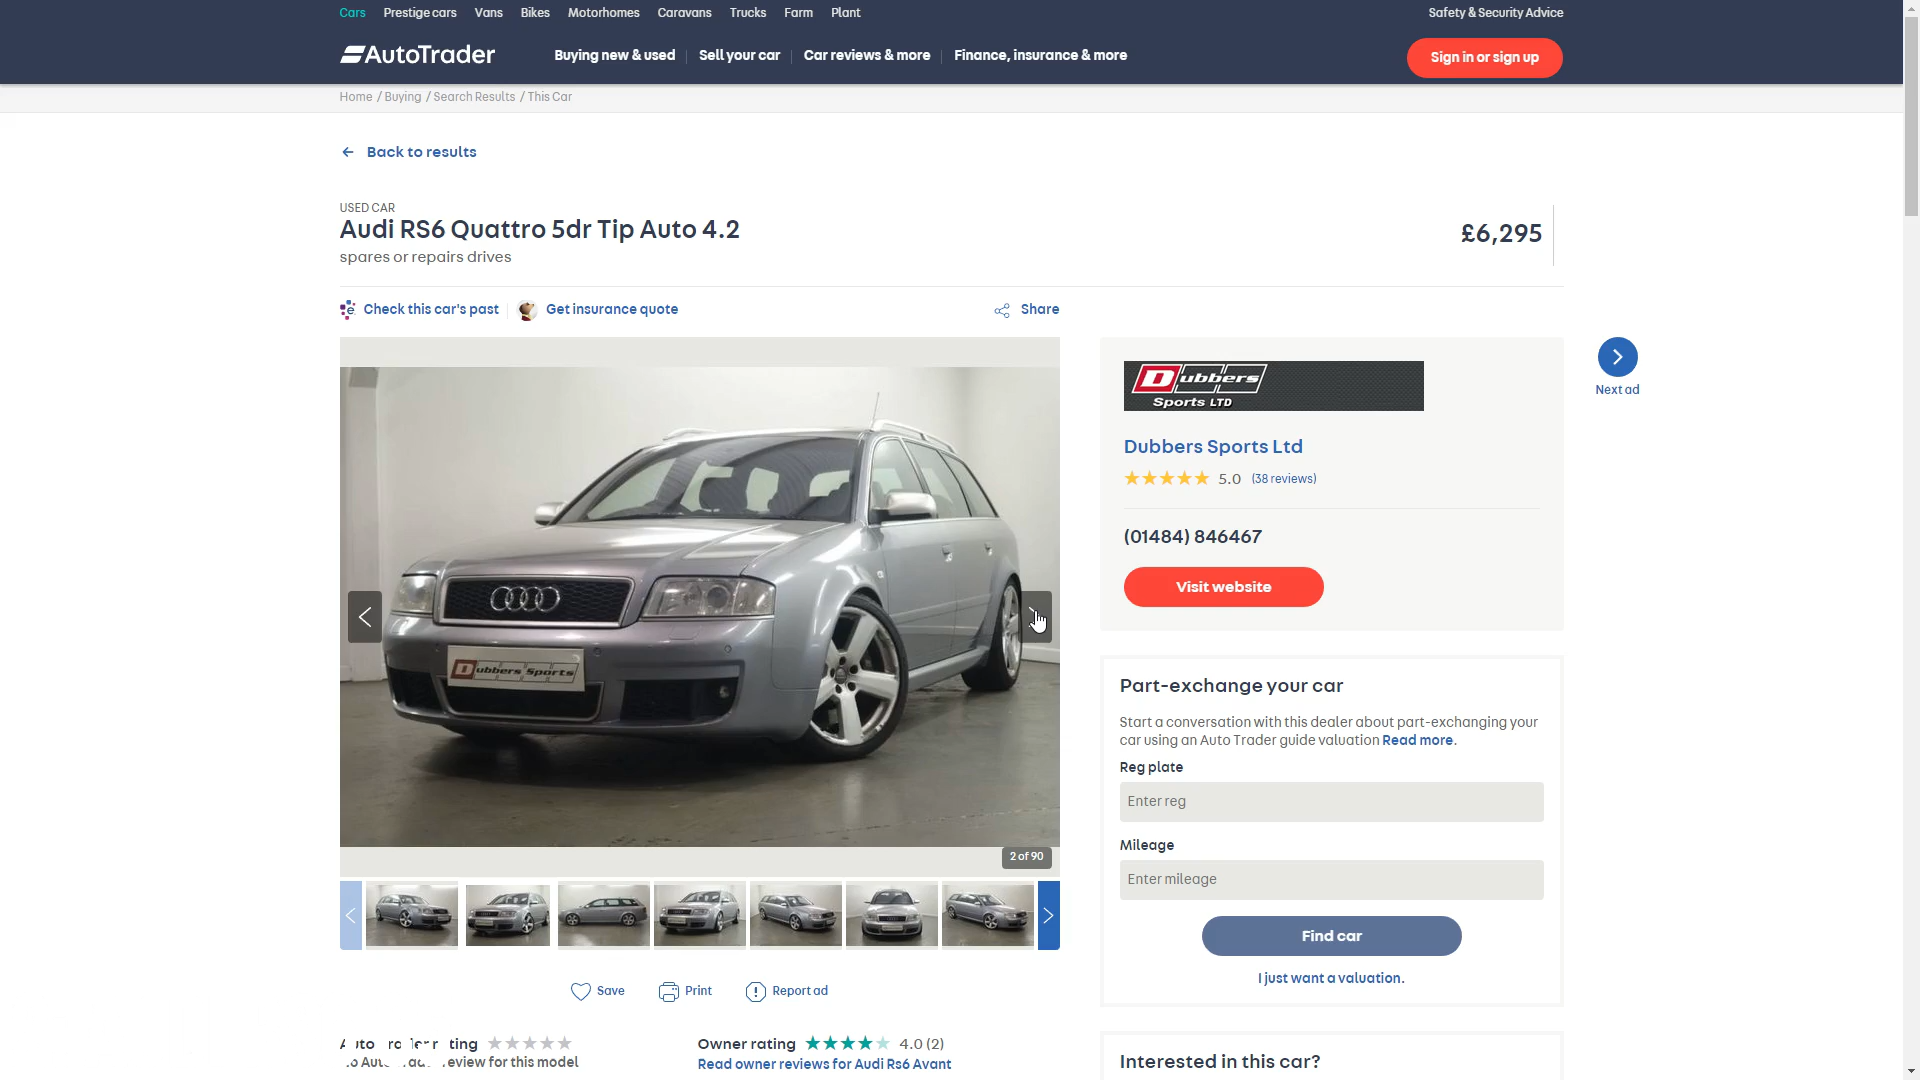 Cars Prestige cars Vans Bikes Motorhomes Caravans Trucks Farm Plant Safety & Security Advice
AutoTrader
Buying new & used Sell your car Car reviews & more Finance, insurance & more Sign in or sign up
Home / Buying / Search Results / This Car
Back to results
USED CAR
Audi RS6 Quattro 5dr Tip Auto 4.2
spares or repairs drives
£6,295
Check this car's past Get insurance quote Share
Dubbers Sports
2 of 90
Dubbers
Sports LTD
Dubbers Sports Ltd
5.0 (38 reviews)
(01484) 846467
Visit website
Next ad
Part-exchange your car
Start a conversation with this dealer about part-exchanging your
car using an Auto Trader guide valuation Read more.
Reg plate
Enter reg
Mileage
Enter mileage
Find car
I just want a valuation.
Save Print Report ad
Owner rating 4.0 (2)
Read owner reviews for Audi Rs6 Avant
for this model
Interested in this car?